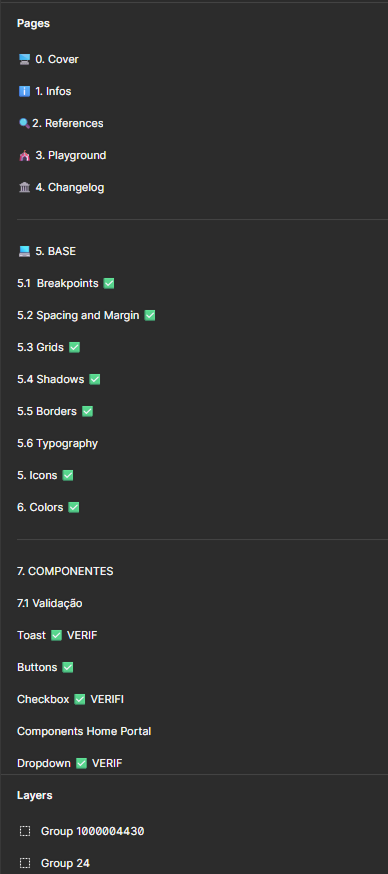 Pages
0. Cover
1. Infos
2. References
3. Playground
4. Changelog
5. BASE
5.1 Breakpoints ✅
5.2 Spacing and Margin ✅
5.3 Grids ✅
5.4 Shadows ✅
5.5 Borders ✅
5.6 Typography
5. Icons ✅
6. Colors ✅
7. COMPONENTES
7.1 Validação
Toast ✅ VERIF
Buttons ✅
Checkbox ✅ VERIFI
Components Home Portal
Dropdown ✅ VERIF
Layers
Group 1000004430
Group 24